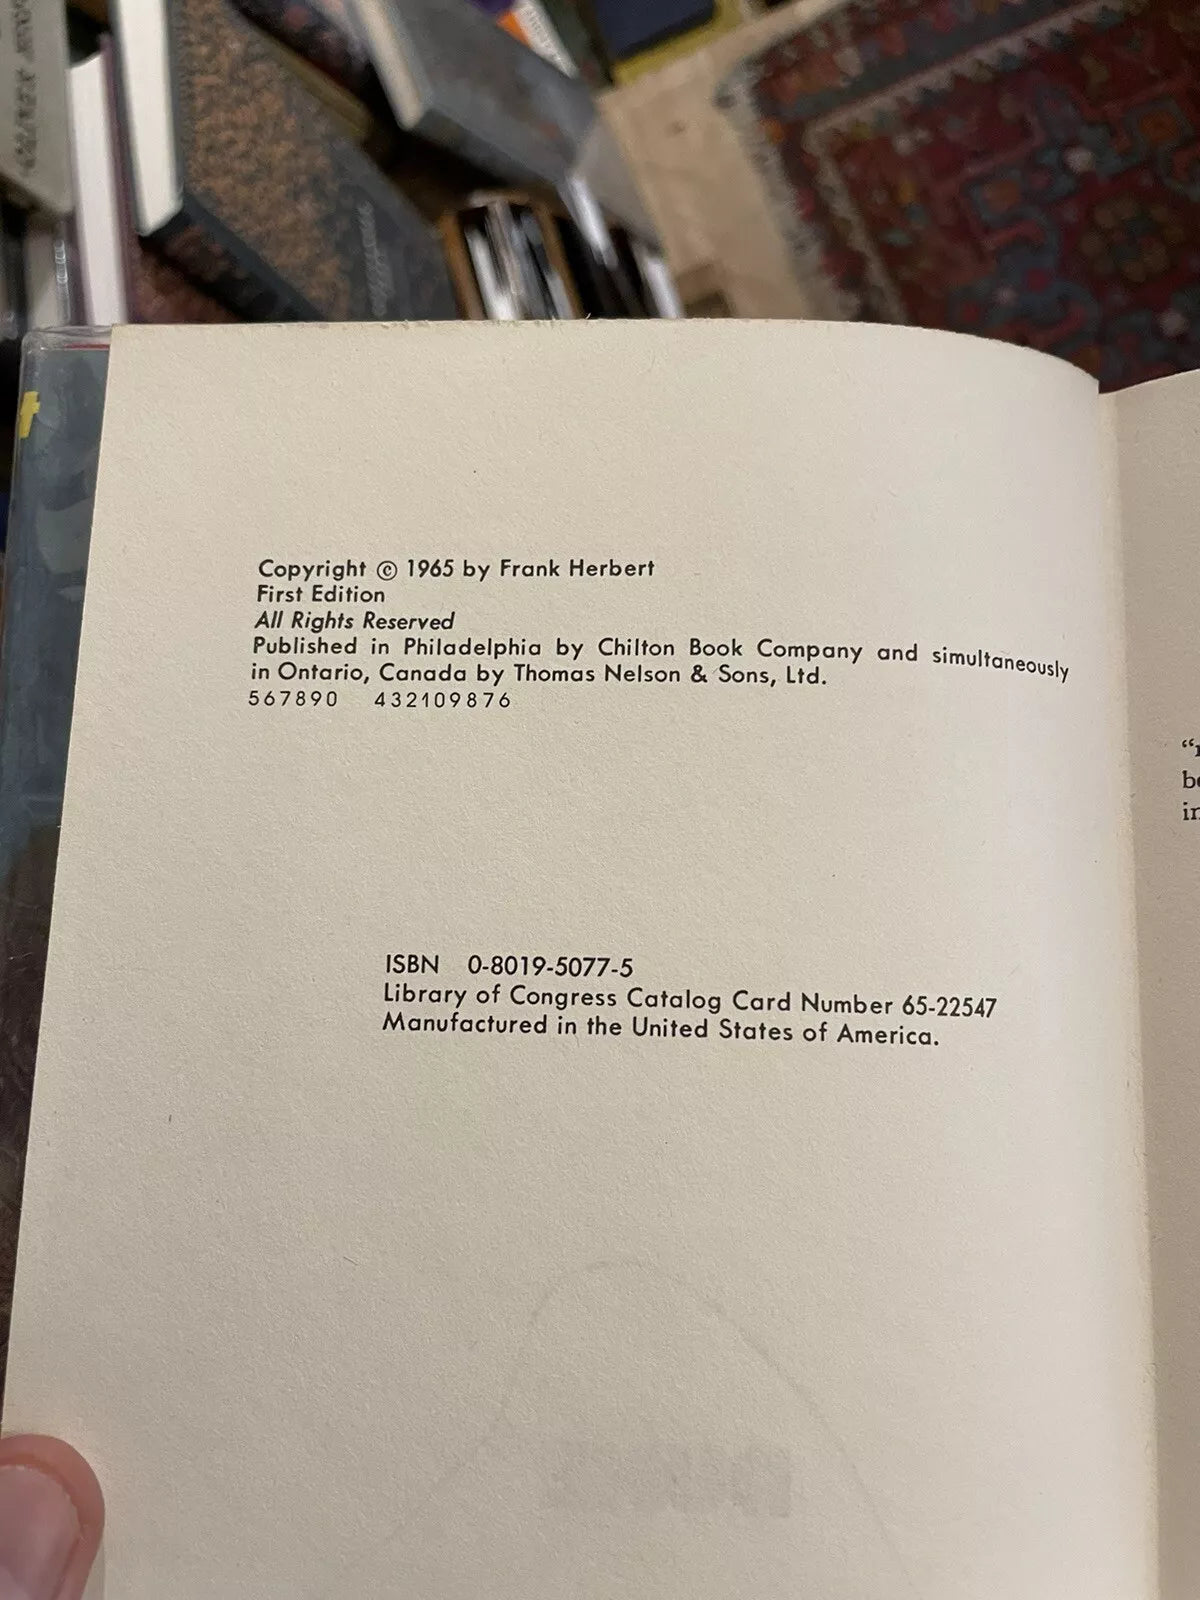 Copyright © 1965 by Frank Herbert
First Edition
All Rights Reserved
Published in Philadelphia by Chilton Book Company and simultaneously
in Ontario, Canada by Thomas Nelson & Sons, Ltd.
567890 432109876
ISBN 0-8019-5077-5
Library of Congress Catalog Card Number 65-22547
Manufactured in the United States of America.